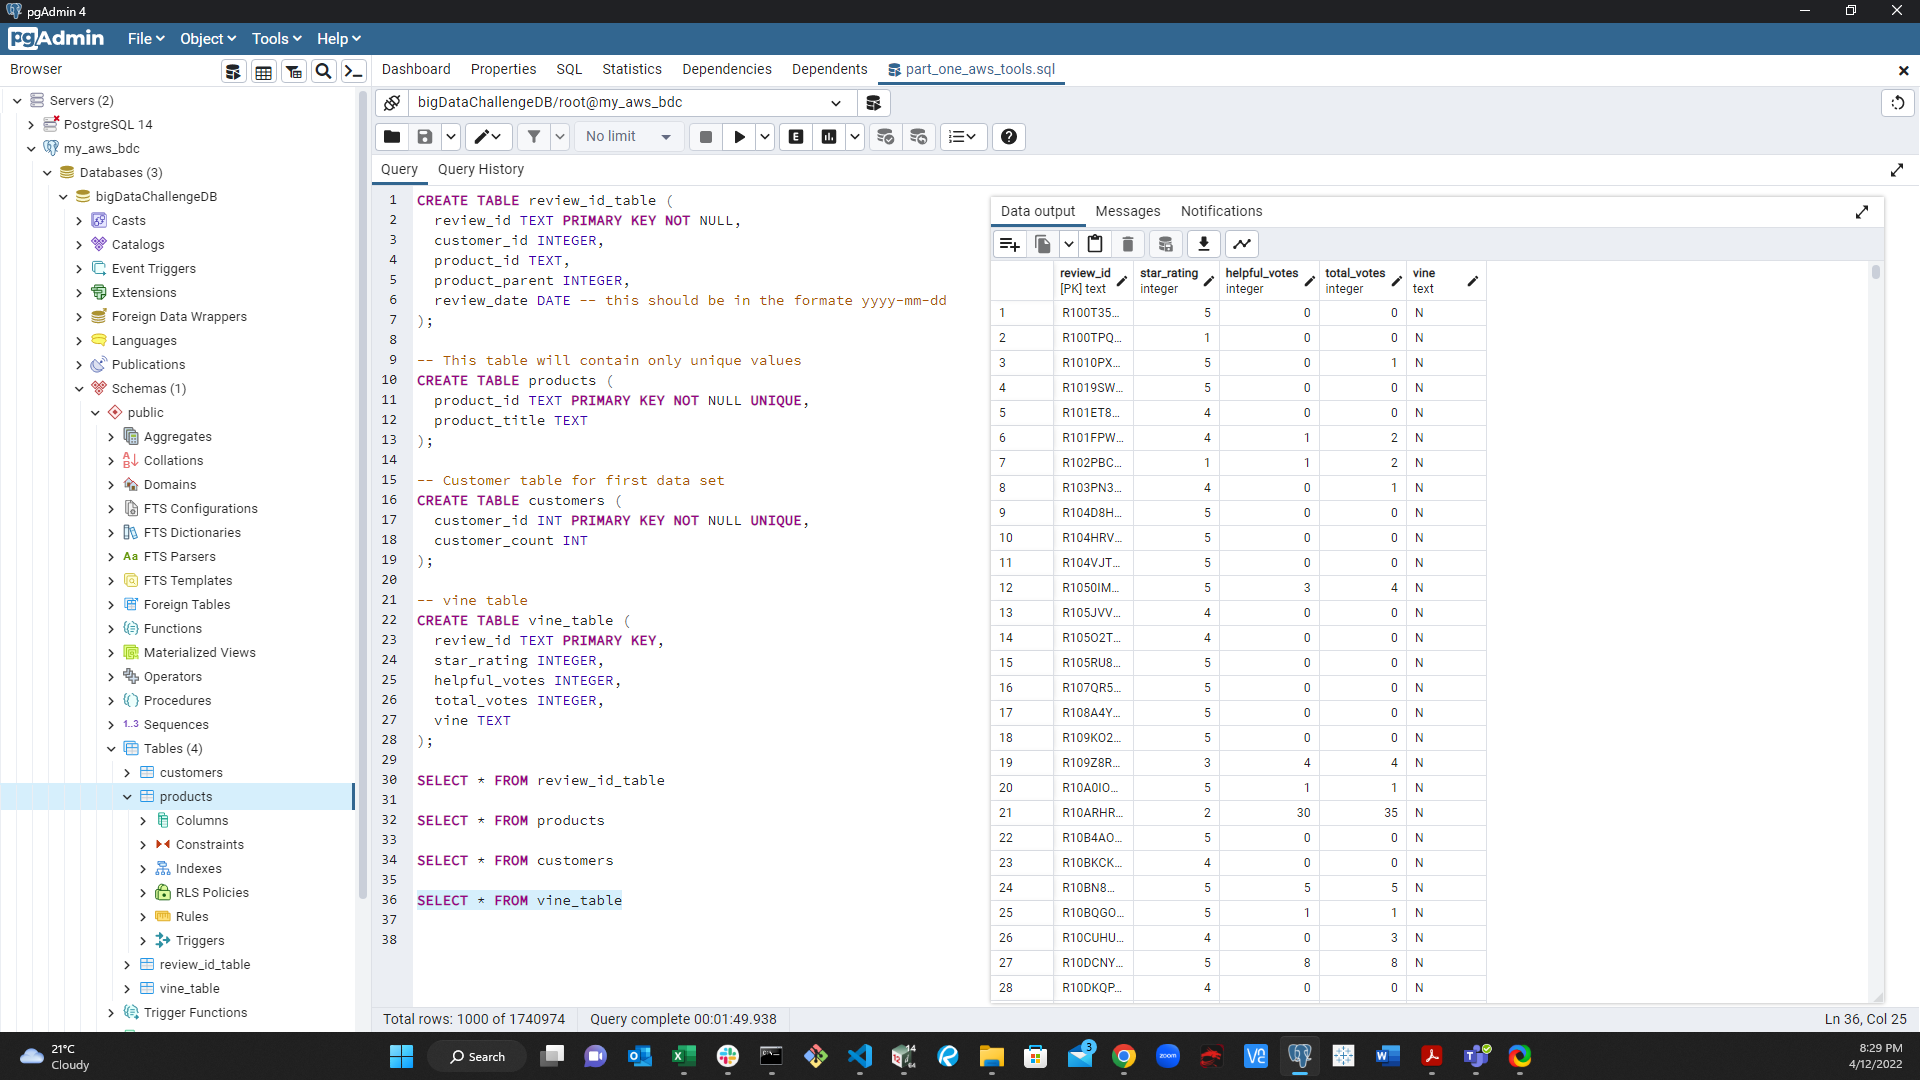 pgAdmin 4
pgAdmin
File
Object
Tools
Help
Browser
Dashboard
Properties
SQL
Statistics
Dependencies
Dependents
part_one_aws_tools.sql
Servers (2)
PostgreSQL 14
my_aws_bdc
Databases (3)
bigDataChallengeDB
Casts
Catalogs
Event Triggers
Extensions
Foreign Data Wrappers
Languages
Publications
Schemas (1)
public
Aggregates
Collations
Domains
FTS Configurations
FTS Dictionaries
Aa FTS Parsers
FTS Templates
Foreign Tables
Functions
Materialized Views
Operators
Procedures
1..3 Sequences
Tables (4)
customers
products
Columns
Constraints
Indexes
RLS Policies
Rules
Triggers
review_id_table
vine_table
Trigger Functions
bigDataChallengeDB/root@my_aws_bdc
No limit
E
Query
Query History
1 CREATE TABLE review_id_table (
2 review_id TEXT PRIMARY KEY NOT NULL,
3 customer_id INTEGER,
4 product_id TEXT,
5 product_parent INTEGER,
6 review_date DATE -- this should be in the formate yyyy-mm-dd
7 );
8
9 -- This table will contain only unique values
10 CREATE TABLE products (
11 product_id TEXT PRIMARY KEY NOT NULL UNIQUE,
12 product_title TEXT
13 );
14
15 -- Customer table for first data set
16 CREATE TABLE customers (
17 customer_id INT PRIMARY KEY NOT NULL UNIQUE,
18 customer_count INT
19 );
20
21 -- vine table
22 CREATE TABLE vine_table (
23 review_id TEXT PRIMARY KEY,
24 star_rating INTEGER,
25 helpful_votes INTEGER,
26 total_votes INTEGER,
27 vine TEXT
28 );
29
30 SELECT * FROM review_id_table
31
32 SELECT * FROM products
33
34 SELECT * FROM customers
35
36 SELECT * FROM vine_table
37
38
Data output
Messages
Notifications
review_id star_rating helpful_votes total_votes vine
[PK] text integer integer integer text
1 R100T35... 5 0 0 N
2 R100TPQ... 1 0 0 N
3 R1010PX... 5 0 1 N
4 R1019SW... 5 0 0 N
5 R101ET8... 4 0 0 N
6 R101FPW... 4 1 2 N
7 R102PBC... 1 1 2 N
8 R103PN3... 4 0 1 N
9 R104D8H... 5 0 0 N
10 R104HRV... 5 0 0 N
11 R104VJT... 5 0 0 N
12 R1050IM... 5 3 4 N
13 R105JVV... 4 0 0 N
14 R105O2T... 4 0 0 N
15 R105RU8... 5 0 0 N
16 R107QR5... 5 0 0 N
17 R108A4Y... 5 0 0 N
18 R109KO2... 5 0 0 N
19 R109Z8R... 3 4 4 N
20 R10A0IO... 5 1 1 N
21 R10ARHR... 2 30 35 N
22 R10B4AO... 5 0 0 N
23 R10BKCK... 4 0 0 N
24 R10BN8... 5 5 5 N
25 R10BQGO... 5 1 1 N
26 R10CUHU... 4 0 3 N
27 R10DCNY... 5 8 8 N
28 R10DKQP... 4 0 0 N
Total rows: 1000 of 1740974
Query complete 00:01:49.938
Ln 36, Col 25
21°C
Cloudy
Search
3
zoom
8:29 PM
4/12/2022